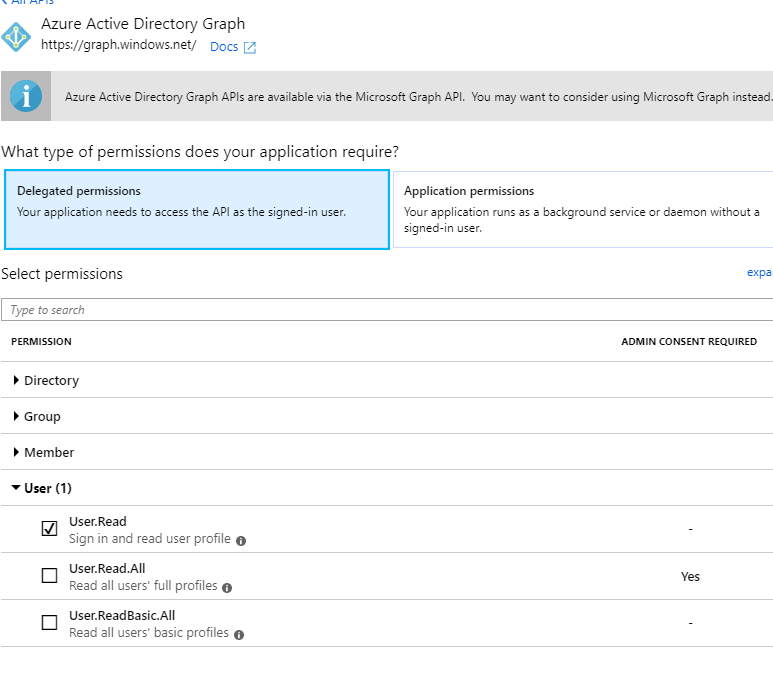 All APIs
Azure Active Directory Graph
https://graph.windows.net/ Docs
Azure Active Directory Graph APIs are available via the Microsoft Graph API. You may want to consider using Microsoft Graph instead.
What type of permissions does your application require?
Delegated permissions
Your application needs to access the API as the signed-in user.
Application permissions
Your application runs as a background service or daemon without a
signed-in user.
Select permissions
expa
Type to search
PERMISSION ADMIN CONSENT REQUIRED
Directory
Group
Member
User (1)
User.Read
Sign in and read user profile
-
User.Read.All
Read all users' full profiles
Yes
User.ReadBasic.All
Read all users' basic profiles
-